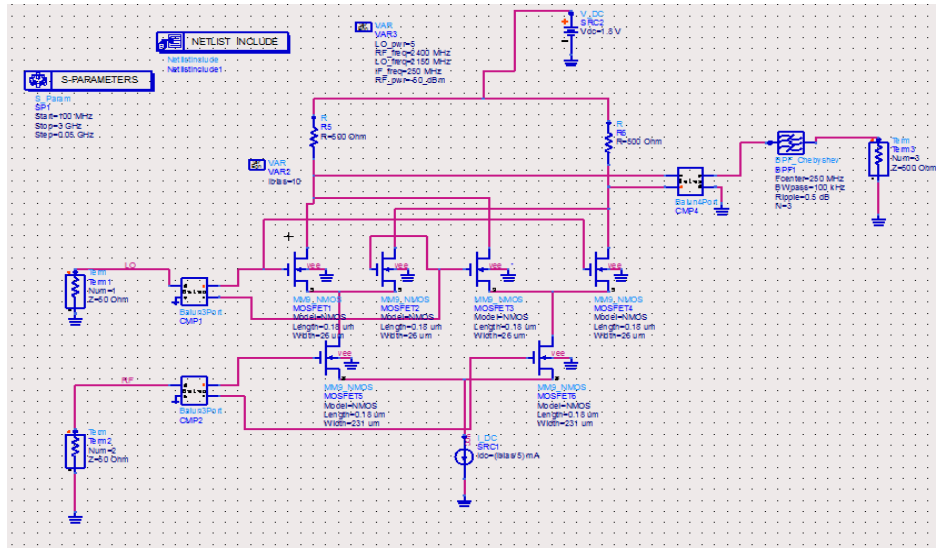 V_DC
SRC2
Vdc=1.8 V
VAR
VAR3
LO_pwr=5
RF_freq=2400 MHz
LO_freq=2150 MHz
IF_freq=250 MHz
RF_pwr=-50_dBm
NETLIST INCLUDE
NetlistInclude
NetlistInclude1
S-PARAMETERS
S_Param
SP1
Start=100 MHz
Stop=3 GHz
Step=0.05 GHz
R
R5
R=500 Ohm
R
R6
R=500 Ohm
VAR
VAR2
Ibias=10
Balun4Port
CMP4
BPF_Chebyshev
BPF1
Fcenter=250 MHz
BWpass=100 kHz
Ripple=0.5 dB
N=3
Term
Term3
Num=3
Z=500 Ohm
LO
Term
Term1
Num=1
Z=50 Ohm
Balun3Port
CMP1
vee
vee
vee
vee
MM9_NMOS
MOSFET1
Model=NMOS
Length=0.18 um
Width=26 um
MM9_NMOS
MOSFET2
Model=NMOS
Length=0.18 um
Width=26 um
MM9_NMOS
MOSFET3
Model=NMOS
Length=0.18 um
Width=26 um
MM9_NMOS
MOSFET4
Model=NMOS
Length=0.18 um
Width=26 um
vee
vee
RF
Balun3Port
CMP2
Term
Term2
Num=2
Z=50 Ohm
MM9_NMOS
MOSFET5
Model=NMOS
Length=0.18 um
Width=231 um
MM9_NMOS
MOSFET6
Model=NMOS
Length=0.18 um
Width=231 um
I_DC
SRC1
Idc=(Ibias/5) mA